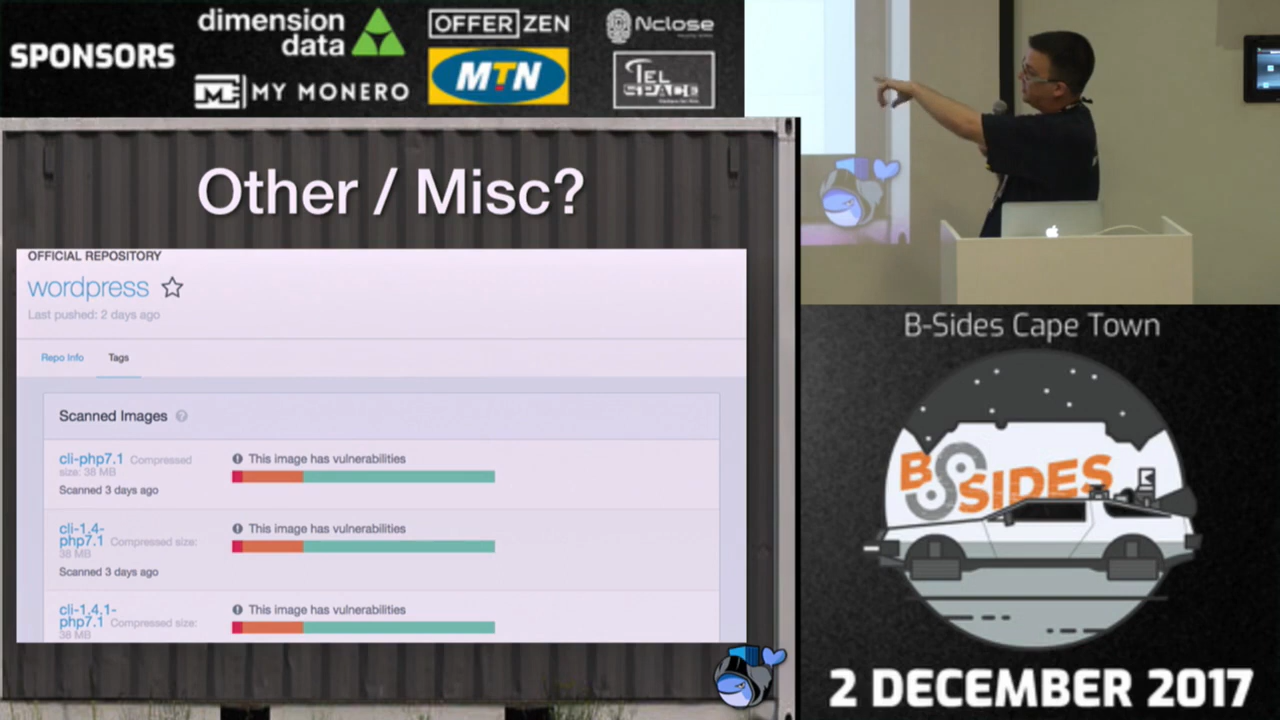 SPONSORS
dimension
data
OFFER ZEN
Nclose
MY MONERO
MTN
TEL
SPACE
Other / Misc?
OFFICIAL REPOSITORY
wordpress
Last pushed: 2 days ago
Repo Info Tags
Scanned Images
cli-php7.1 Compressed
size: 38 MB
This image has vulnerabilities
Scanned 3 days ago
cli-1.4-
php7.1 Compressed size:
38 MB
This image has vulnerabilities
Scanned 3 days ago
cli-1.4.1-
php7.1 Compressed size:
38 MB
This image has vulnerabilities
B-Sides Cape Town
BSIDES
2 DECEMBER 2017